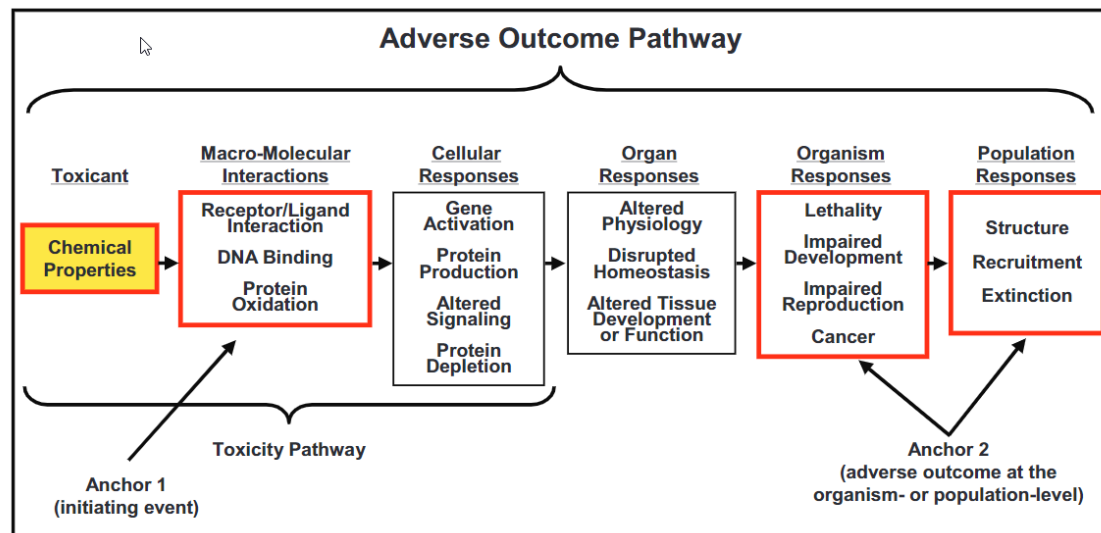 Adverse Outcome Pathway
Toxicant
Chemical
Properties
Macro-Molecular
Interactions
Receptor/Ligand
Interaction
DNA Binding
Protein
Oxidation
Cellular
Responses
Gene
Activation
Protein
Production
Altered
Signaling
Protein
Depletion
Organ
Responses
Altered
Physiology
Disrupted
Homeostasis
Altered Tissue
Development
or Function
Organism
Responses
Lethality
Impaired
Development
Impaired
Reproduction
Cancer
Population
Responses
Structure
Recruitment
Extinction
Toxicity Pathway
Anchor 1
(initiating event)
Anchor 2
(adverse outcome at the
organism- or population-level)